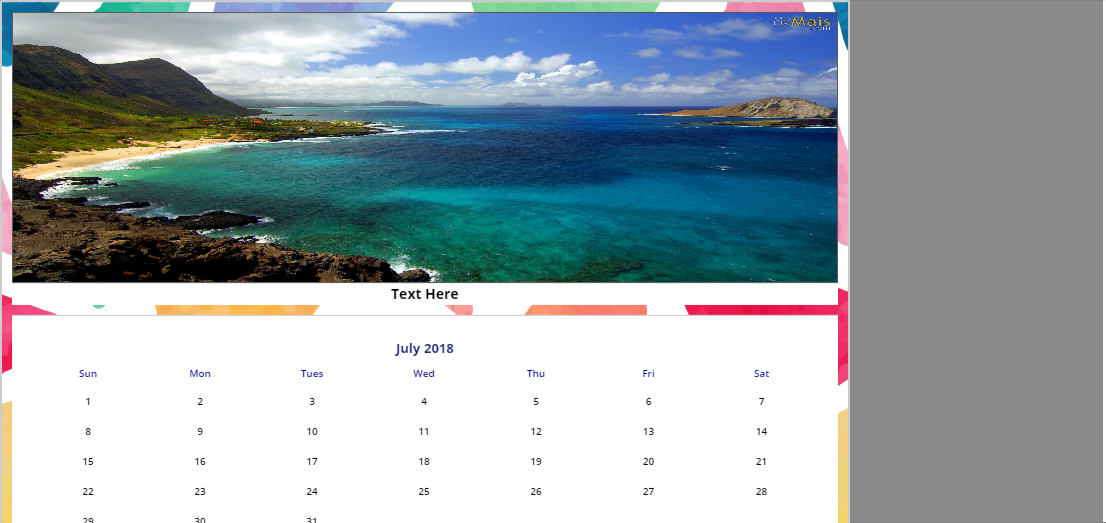 Mais
.com
Text Here
July 2018
Sun Mon Tues Wed Thu Fri Sat
1 2 3 4 5 6 7
8 9 10 11 12 13 14
15 16 17 18 19 20 21
22 23 24 25 26 27 28
29 30 31